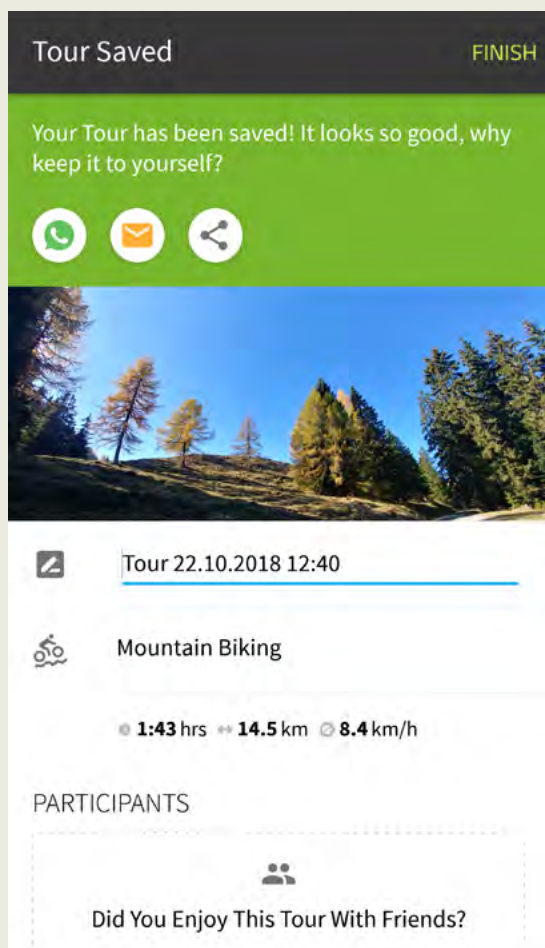 Tour Saved FINISH
Your Tour has been saved! It looks so good, why
keep it to yourself?
Tour 22.10.2018 12:40
Mountain Biking
1:43 hrs 14.5 km 8.4 km/h
PARTICIPANTS
Did You Enjoy This Tour With Friends?